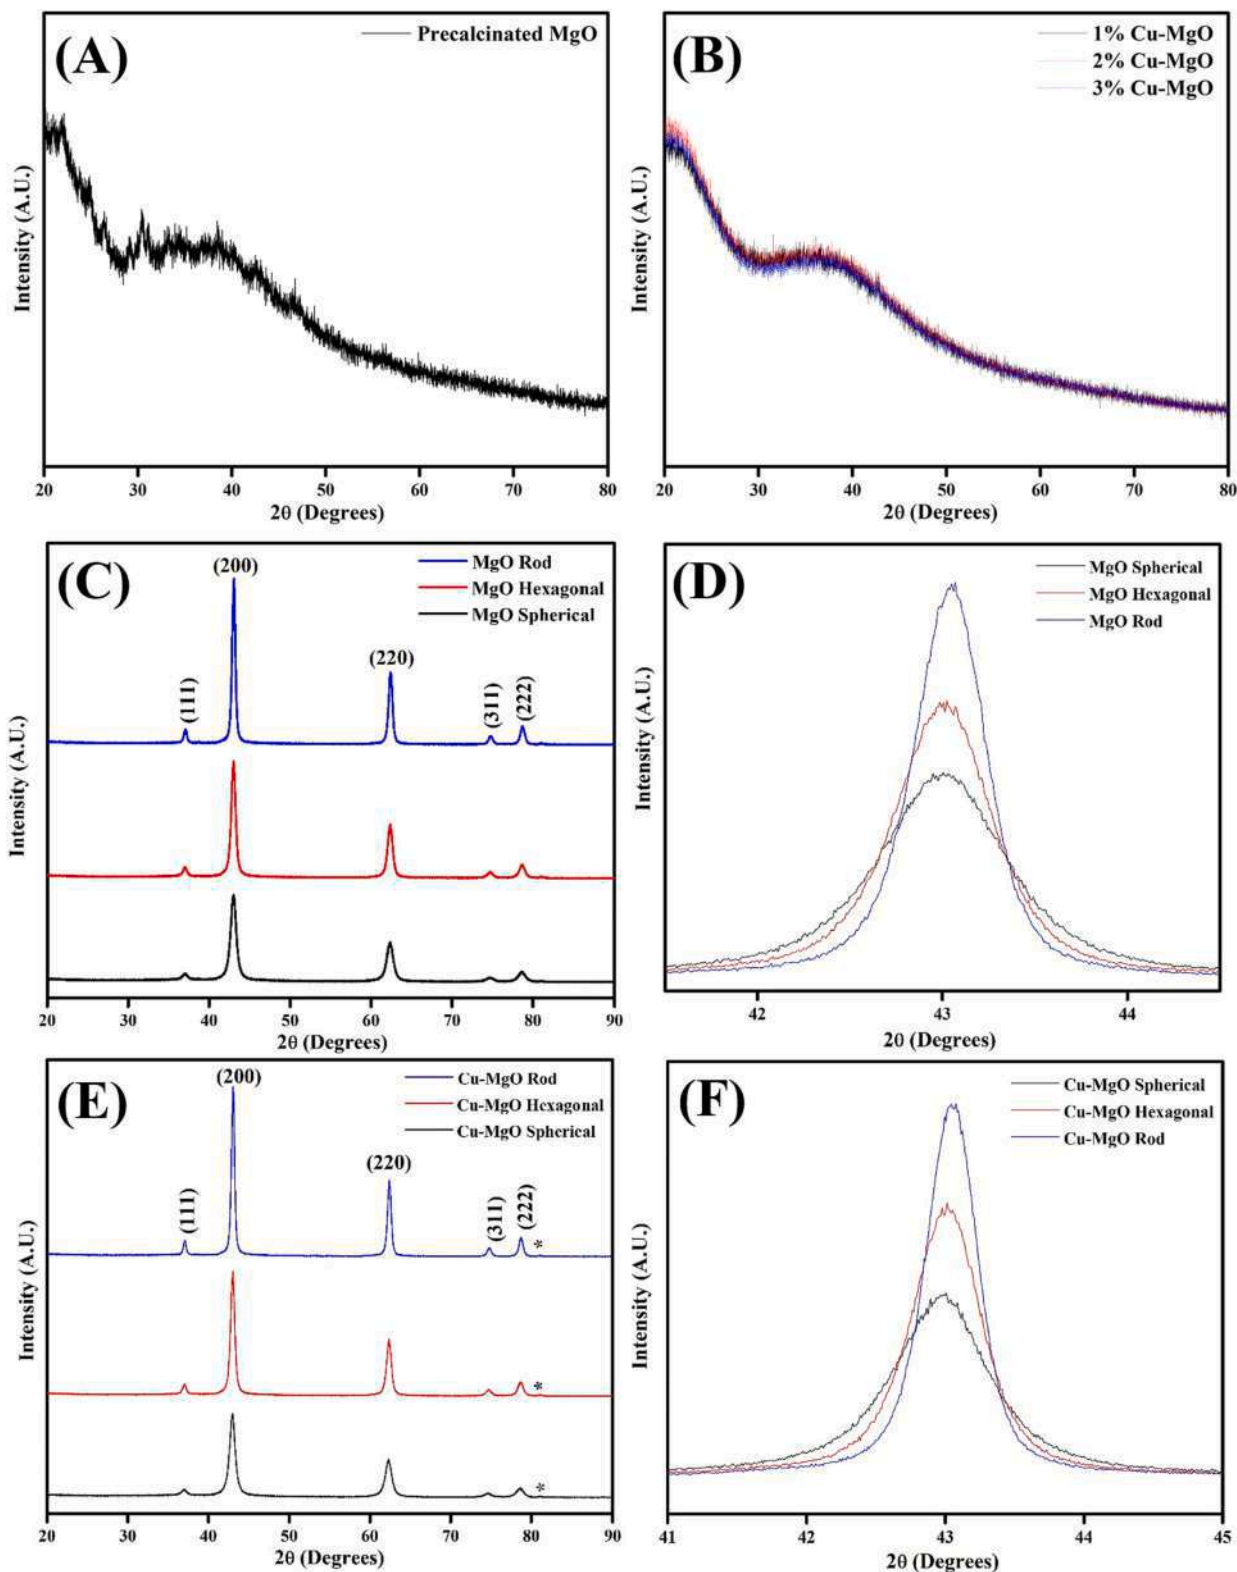 (A)
Precalcinated MgO
Intensity (A.U.)
20 30 40 50 60 70 80
2θ (Degrees)
(B)
1% Cu-MgO
2% Cu-MgO
3% Cu-MgO
Intensity (A.U.)
20 30 40 50 60 70 80
2θ (Degrees)
(C)
MgO Rod
MgO Hexagonal
MgO Spherical
(200)
(220)
(111)
(311)
(222)
Intensity (A.U.)
20 30 40 50 60 70 80 90
2θ (Degrees)
(D)
MgO Spherical
MgO Hexagonal
MgO Rod
Intensity (A.U.)
42 43 44
2θ (Degrees)
(E)
Cu-MgO Rod
Cu-MgO Hexagonal
Cu-MgO Spherical
(200)
(220)
(111)
(311)
(222)
*
*
*
Intensity (A.U.)
20 30 40 50 60 70 80 90
2θ (Degrees)
(F)
Cu-MgO Spherical
Cu-MgO Hexagonal
Cu-MgO Rod
Intensity (A.U.)
41 42 43 44 45
2θ (Degrees)